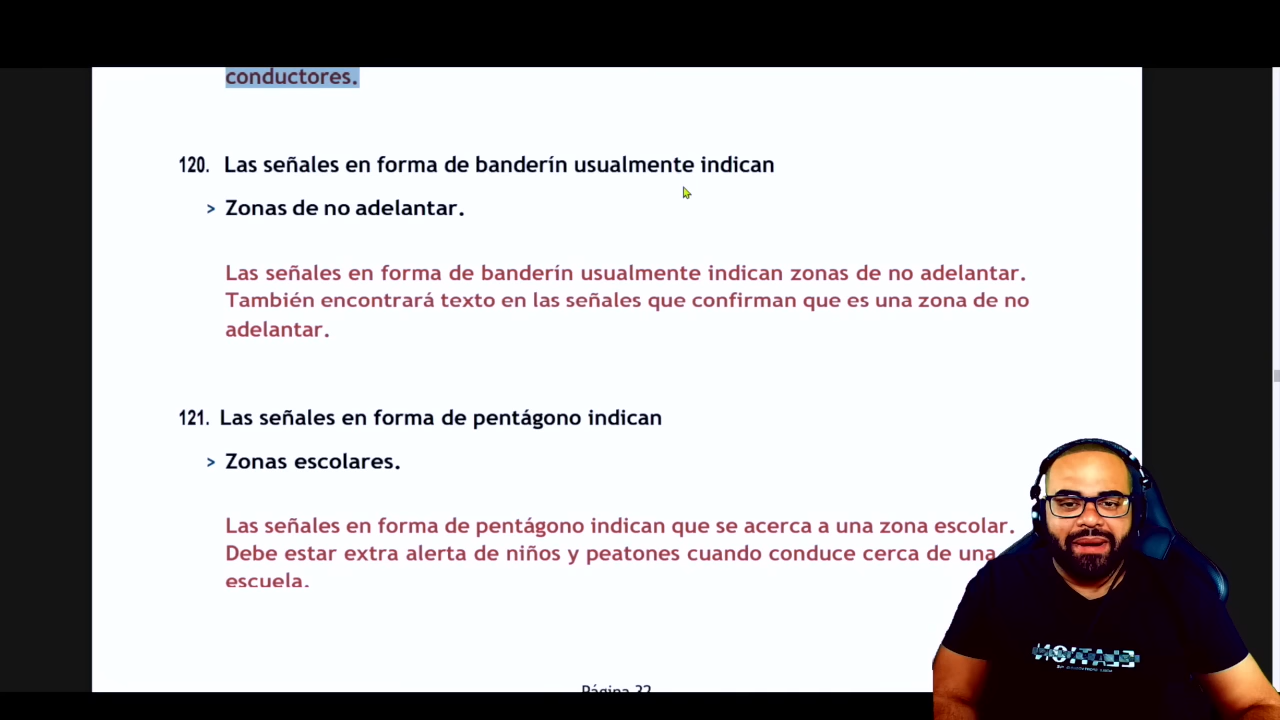 conductores.
120. Las señales en forma de banderín usualmente indican
> Zonas de no adelantar.
Las señales en forma de banderín usualmente indican zonas de no adelantar.
También encontrará texto en las señales que confirman que es una zona de no
adelantar.
121. Las señales en forma de pentágono indican
> Zonas escolares.
Las señales en forma de pentágono indican que se acerca a una zona escolar.
Debe estar extra alerta de niños y peatones cuando conduce cerca de una
escuela.
Página 32